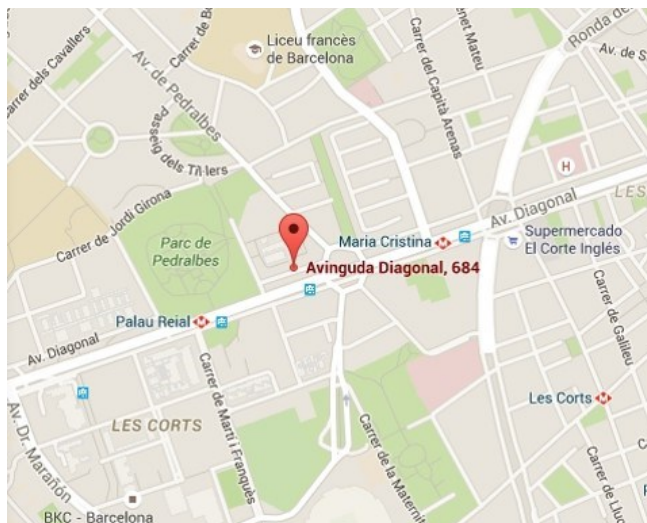 Carrer dels Cavallers
Av. de Pedralbes
Liceu francès
de Barcelona
Carrer del Capità Arenas
Ronda de
Av. de S
Passeig dels Til·lers
H
Carrer de Jordi Girona
Av. Diagonal
LES
Parc de
Pedralbes
Maria Cristina
M
Supermercado
El Corte Inglés
Avinguda Diagonal, 684
Palau Reial
M
Av. Diagonal
Carrer de Galileu
Les Corts
M
Carrer de Martí i Franquès
LES CORTS
Av. Dr. Marañón
Carrer de la Maternit
Carrer de Lluç
BKC - Barcelona